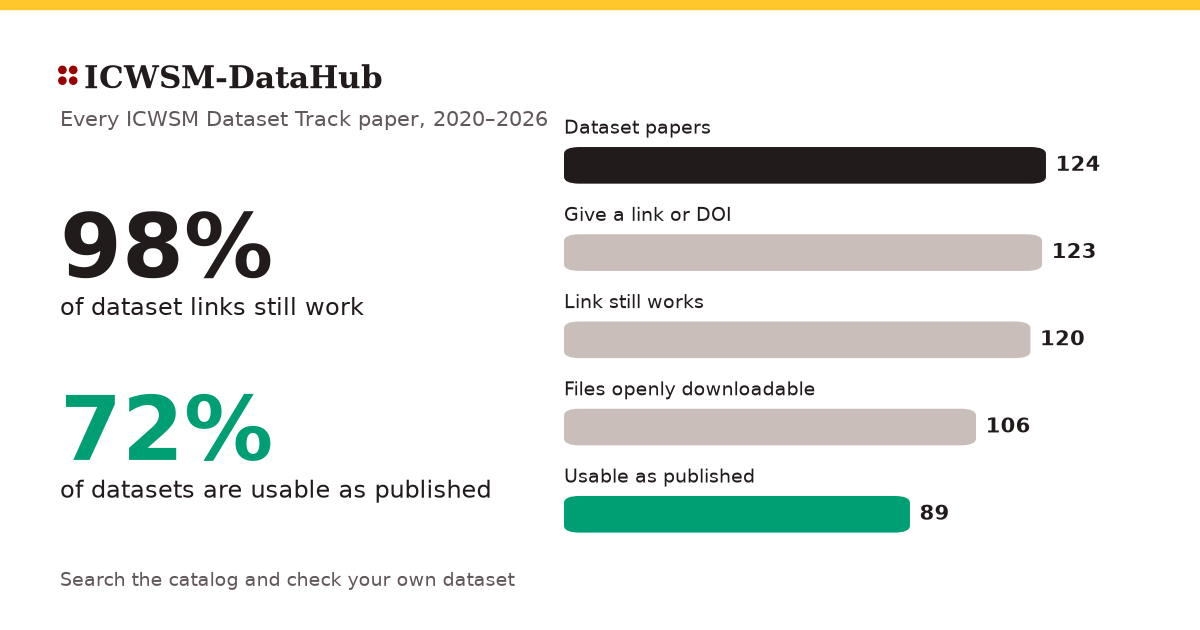 ICWSM-DataHub
Every ICWSM Dataset Track paper, 2020–2026
98%
of dataset links still work
72%
of datasets are usable as published
Search the catalog and check your own dataset
Dataset papers
124
Give a link or DOI
123
Link still works
120
Files openly downloadable
106
Usable as published
89